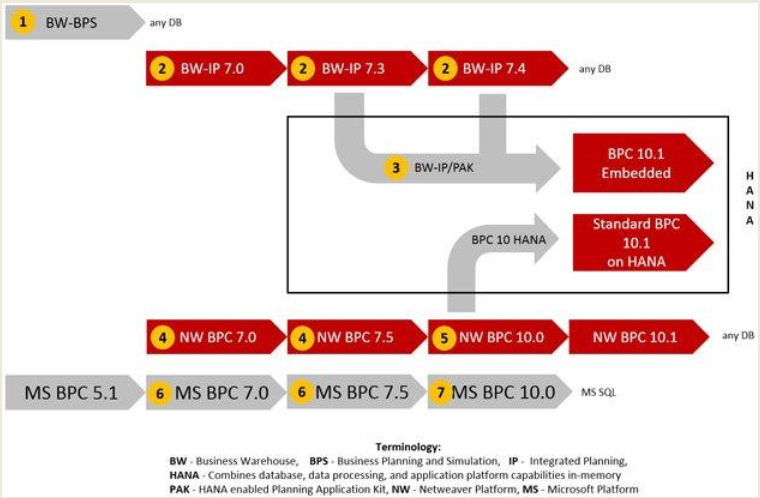 1 BW-BPS any DB
2 BW-IP 7.0 2 BW-IP 7.3 2 BW-IP 7.4 any DB
3 BW-IP/PAK
BPC 10.1
Embedded
HANA
BPC 10 HANA
Standard BPC
10.1
on HANA
4 NW BPC 7.0 4 NW BPC 7.5 5 NW BPC 10.0 NW BPC 10.1 any DB
MS BPC 5.1 6 MS BPC 7.0 6 MS BPC 7.5 7 MS BPC 10.0 MS SQL
Terminology:
BW - Business Warehouse, BPS - Business Planning and Simulation, IP - Integrated Planning,
HANA - Combines database, data processing, and application platform capabilities in-memory
PAK - HANA enabled Planning Application Kit, NW - Netweaver Platform, MS - Microsoft Platform